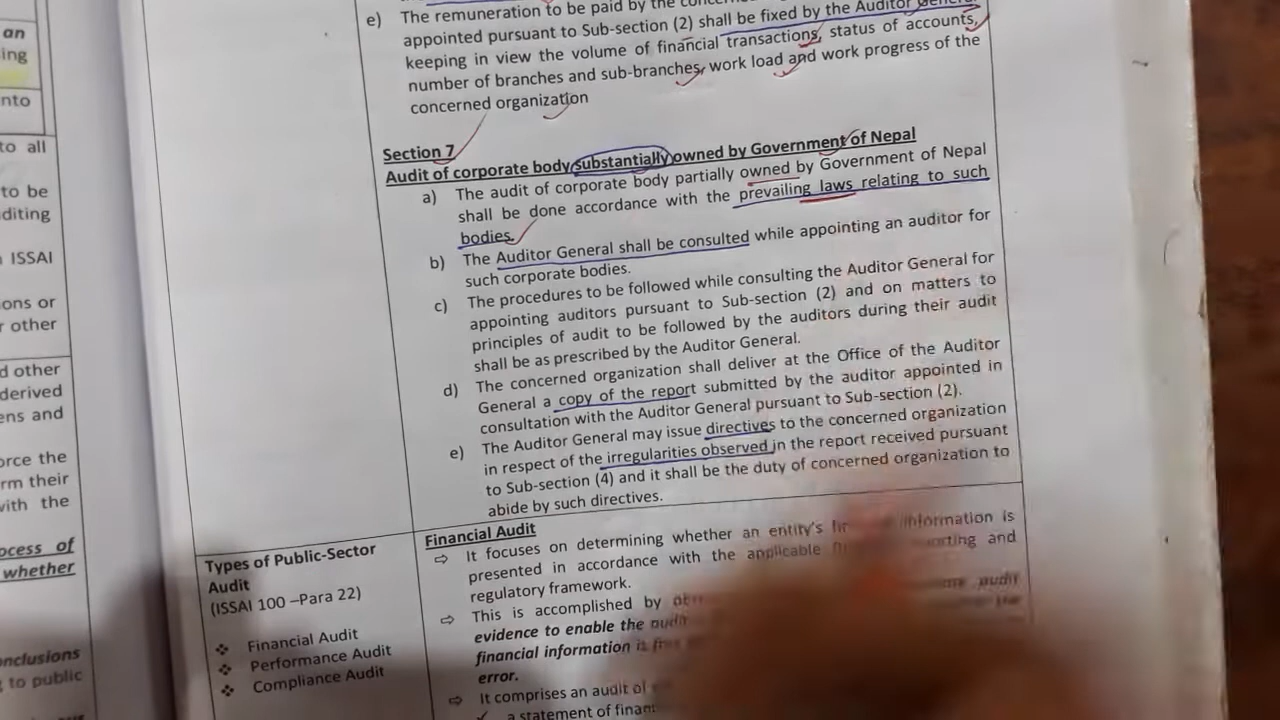 an
ing
nto
to all
to be
diting
ISSAI
ons or
r other
d other
derived
ens and
orce the
rm their
with the
ocess of
whether
onclusions
to public
e) The remuneration to be paid by the
appointed pursuant to Sub-section (2) shall be fixed by the Auditor General
keeping in view the volume of financial transactions, status of accounts,
number of branches and sub-branches, work load and work progress of the
concerned organization
Section 7
Audit of corporate body substantially owned by Government of Nepal
a) The audit of corporate body partially owned by Government of Nepal
shall be done accordance with the prevailing laws relating to such
bodies.
b) The Auditor General shall be consulted while appointing an auditor for
such corporate bodies.
c) The procedures to be followed while consulting the Auditor General for
appointing auditors pursuant to Sub-section (2) and on matters to
principles of audit to be followed by the auditors during their audit
shall be as prescribed by the Auditor General.
d) The concerned organization shall deliver at the Office of the Auditor
General a copy of the report submitted by the auditor appointed in
consultation with the Auditor General pursuant to Sub-section (2).
e) The Auditor General may issue directives to the concerned organization
in respect of the irregularities observed in the report received pursuant
to Sub-section (4) and it shall be the duty of concerned organization to
abide by such directives.
Types of Public-Sector
Audit
(ISSAI 100 –Para 22)
❖ Financial Audit
❖ Performance Audit
❖ Compliance Audit
Financial Audit
⇨ It focuses on determining whether an entity's information is
presented in accordance with the applicable and
regulatory framework.
⇨ This is accomplished by audit
evidence to enable the
financial information is
error.
⇨ It comprises an audit of
✓ a statement of